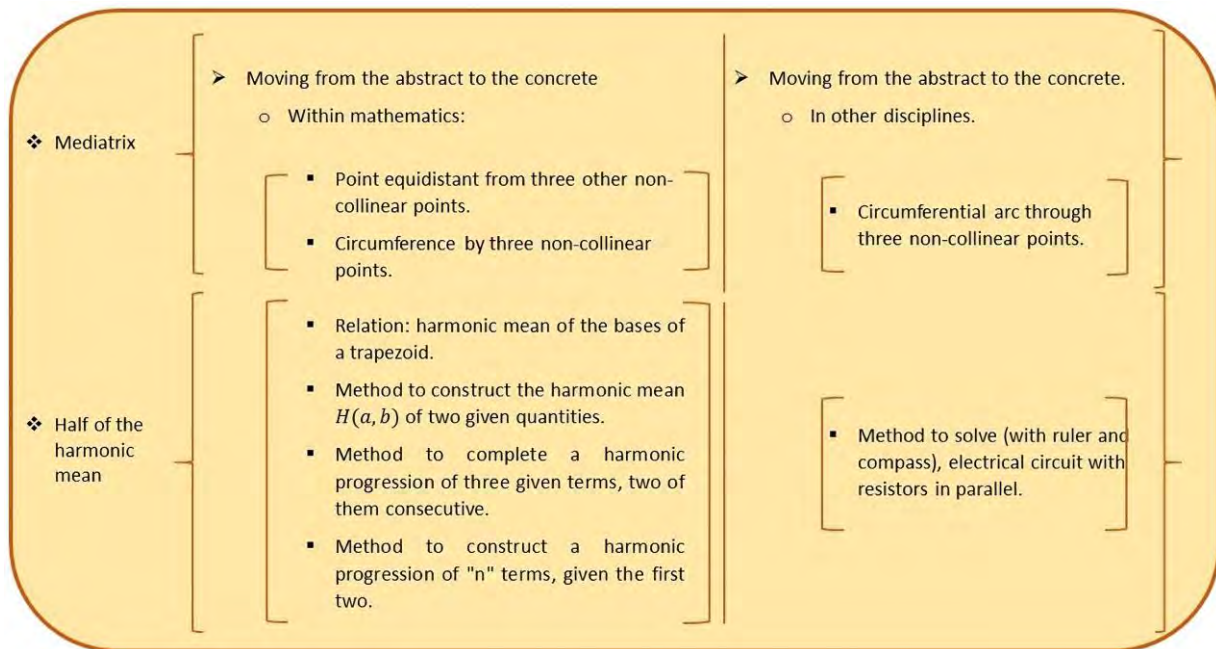 ❖ Mediatrix
➤ Moving from the abstract to the concrete
o Within mathematics:
▪ Point equidistant from three other non-
collinear points.
▪ Circumference by three non-collinear
points.
➤ Moving from the abstract to the concrete.
o In other disciplines.
▪ Circumferential arc through
three non-collinear points.
❖ Half of the
harmonic
mean
▪ Relation: harmonic mean of the bases of
a trapezoid.
▪ Method to construct the harmonic mean
H(a, b) of two given quantities.
▪ Method to complete a harmonic
progression of three given terms, two of
them consecutive.
▪ Method to construct a harmonic
progression of "n" terms, given the first
two.
▪ Method to solve (with ruler and
compass), electrical circuit with
resistors in parallel.